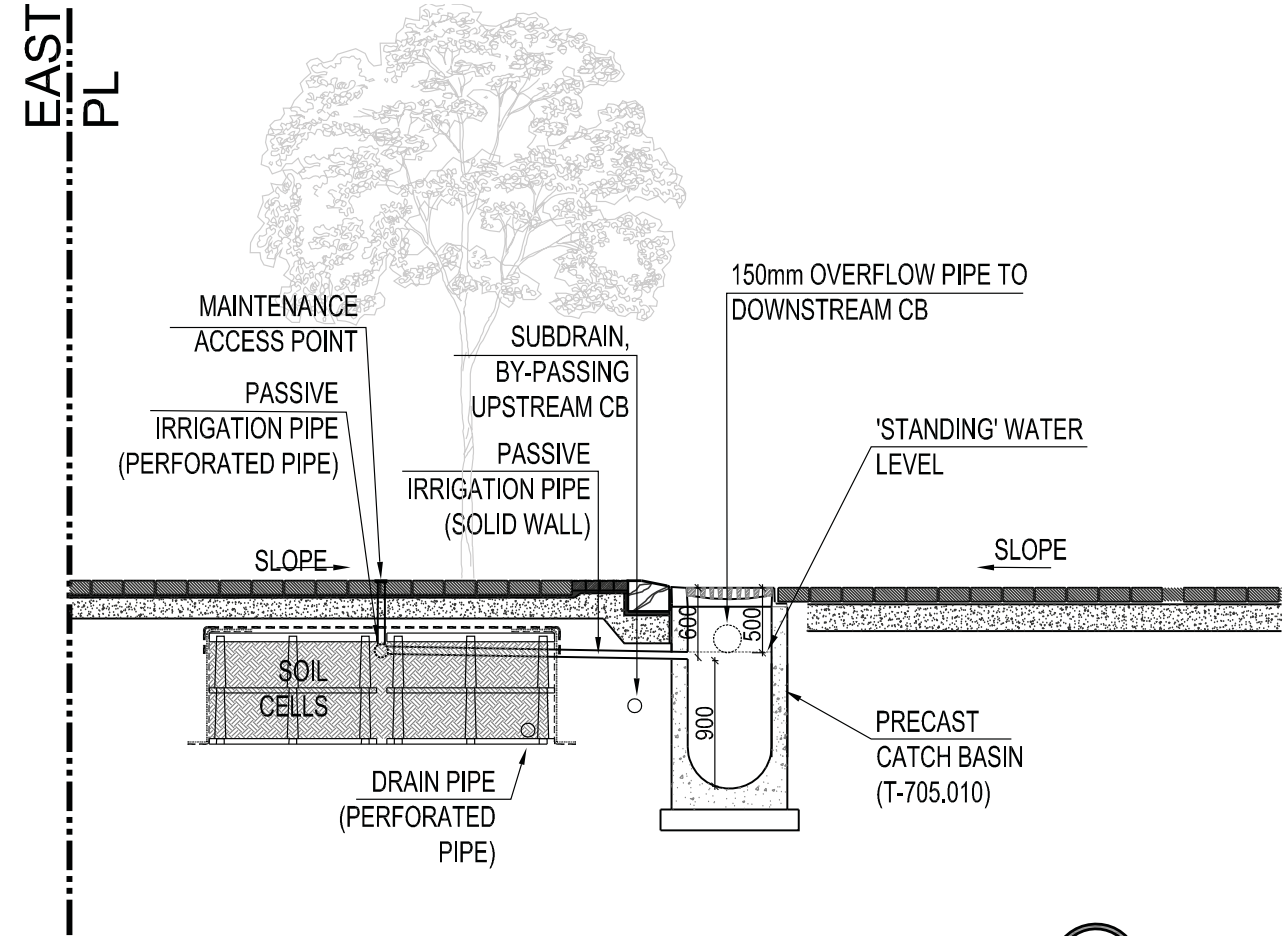 EAST
PL
150mm OVERFLOW PIPE TO
DOWNSTREAM CB
MAINTENANCE
ACCESS POINT
SUBDRAIN,
BY-PASSING
UPSTREAM CB
PASSIVE
IRRIGATION PIPE
(PERFORATED PIPE)
PASSIVE
IRRIGATION PIPE
(SOLID WALL)
'STANDING' WATER
LEVEL
SLOPE
SLOPE
600
500
900
SOIL
CELLS
PRECAST
CATCH BASIN
(T-705.010)
DRAIN PIPE
(PERFORATED
PIPE)